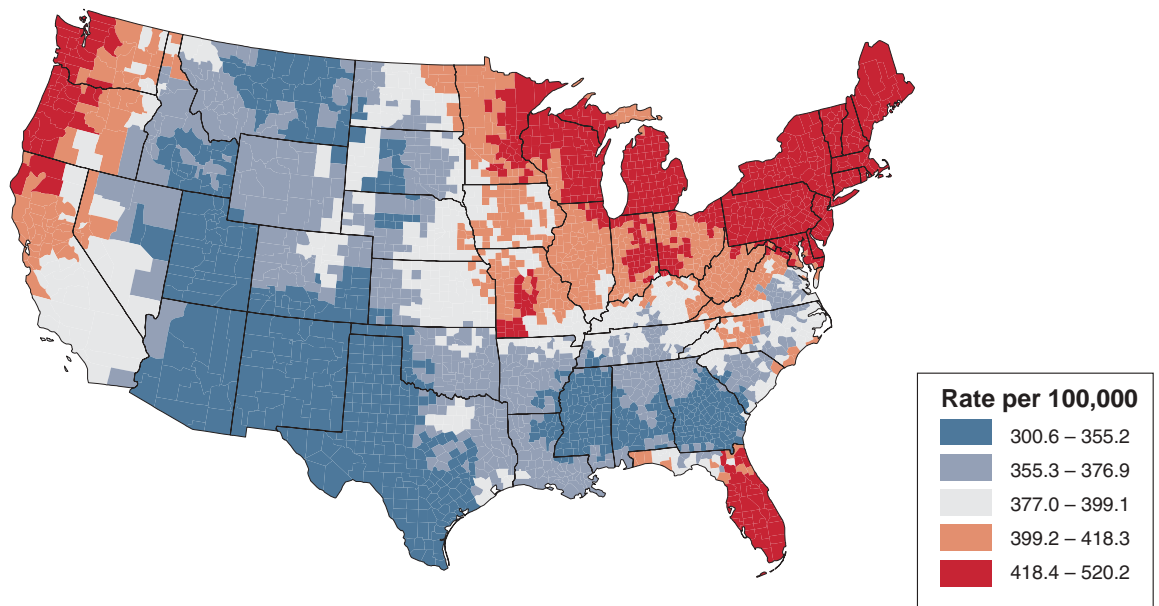 Rate per 100,000
300.6 – 355.2
355.3 – 376.9
377.0 – 399.1
399.2 – 418.3
418.4 – 520.2